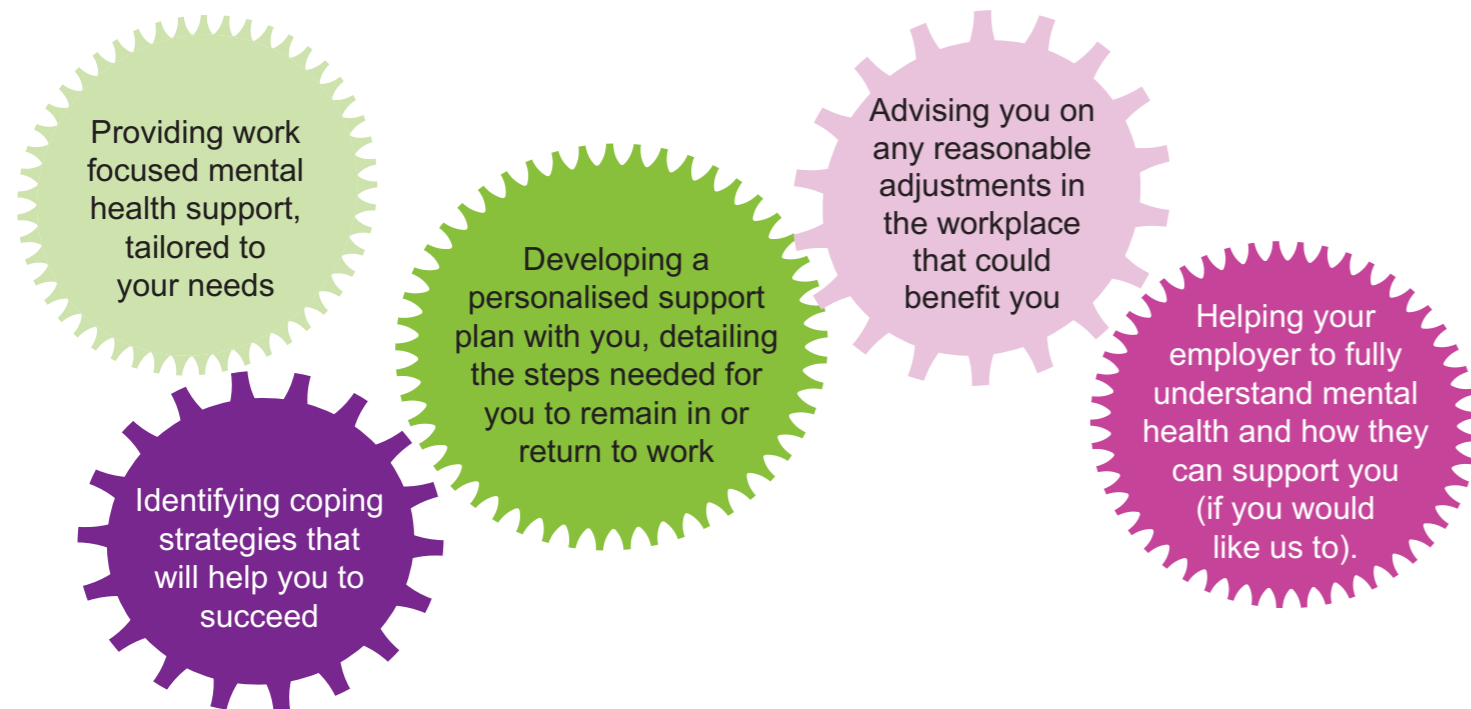 Providing work
focused mental
health support,
tailored to
your needs
Identifying coping
strategies that
will help you to
succeed
Developing a
personalised support
plan with you, detailing
the steps needed for
you to remain in or
return to work
Advising you on
any reasonable
adjustments in
the workplace
that could
benefit you
Helping your
employer to fully
understand mental
health and how they
can support you
(if you would
like us to).